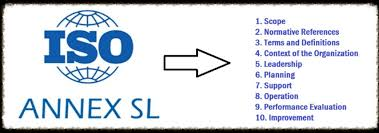 ISO
ANNEX SL
1. Scope
2. Normative References
3. Terms and Definitions
4. Context of the Organization
5. Leadership
6. Planning
7. Support
8. Operation
9. Performance Evaluation
10. Improvement